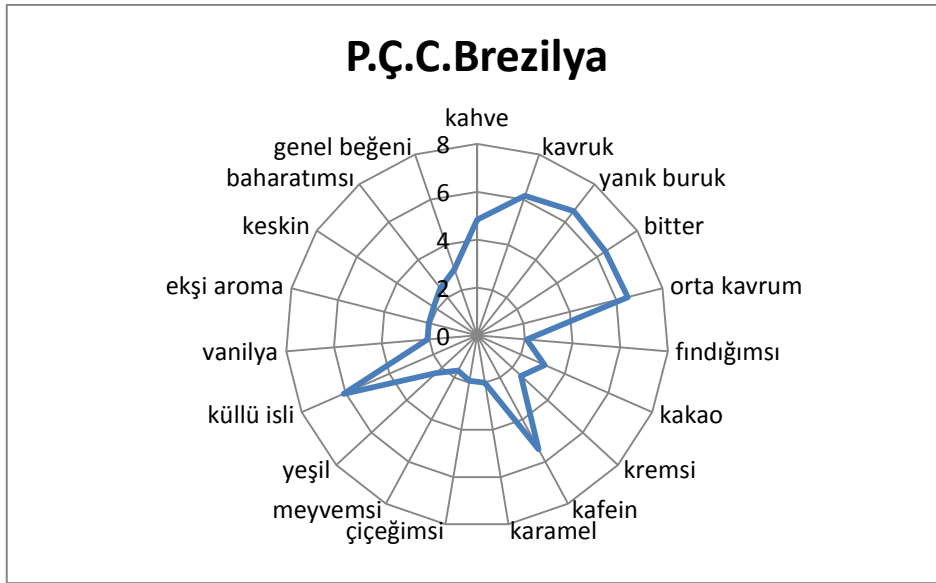 P.Ç.C.Brezilya
kahve
kavruk
yanık buruk
bitter
orta kavrum
fındığımsı
kakao
kremsi
kafein
karamel
çiçeğimsi
meyvemsi
yeşil
küllü isli
vanilya
ekşi aroma
keskin
baharatımsı
genel beğeni
8
6
4
2
0